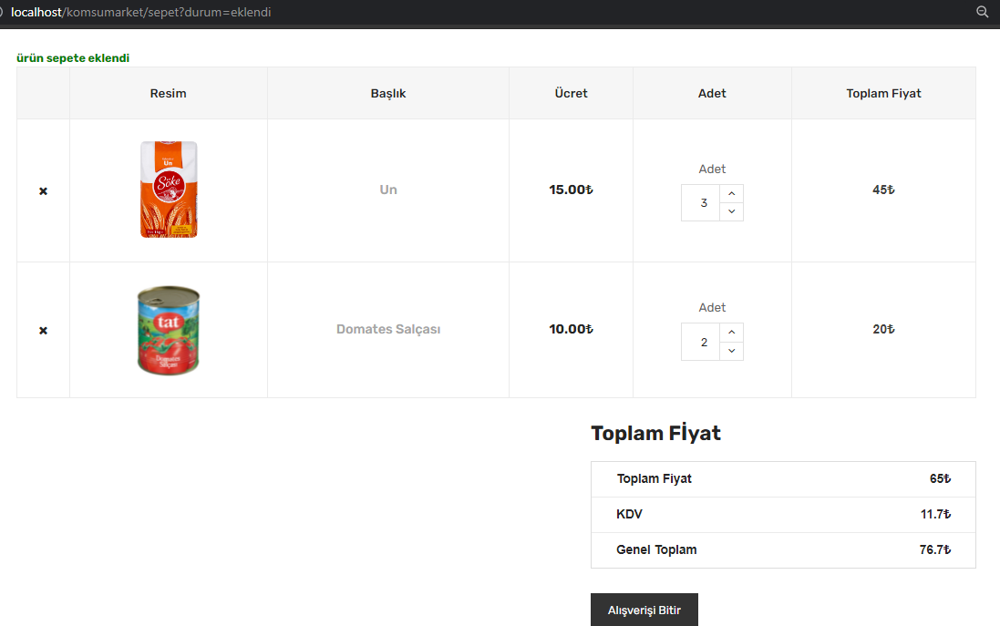 localhost/komsumarket/sepet?durum=eklendi
ürün sepete eklendi
Resim Başlık Ücret Adet Toplam Fiyat
Un
Söke
Un 15.00₺ Adet 3 45₺
tat
Domates
Salçası
Domates Salçası 10.00₺ Adet 2 20₺
Toplam Fİyat
Toplam Fiyat 65₺
KDV 11.7₺
Genel Toplam 76.7₺
Alışverişi Bitir